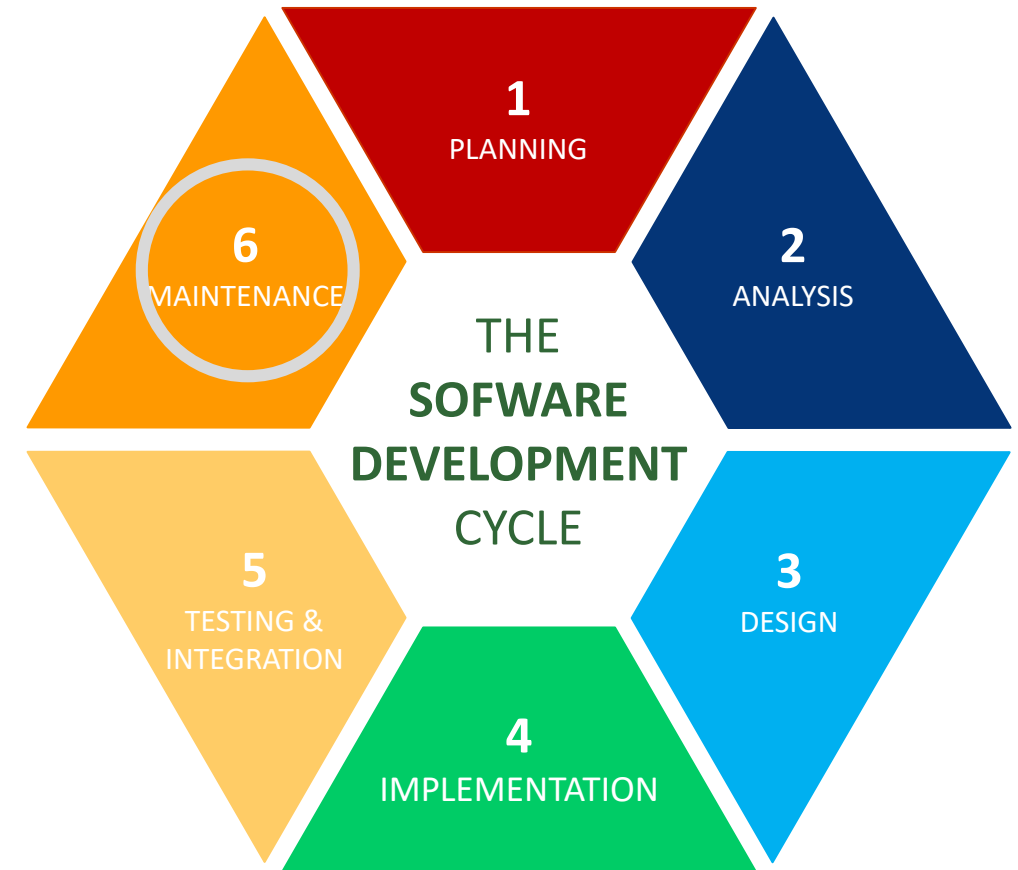 1
PLANNING
2
ANALYSIS
3
DESIGN
4
IMPLEMENTATION
5
TESTING &
INTEGRATION
6
MAINTENANCE
THE
SOFWARE
DEVELOPMENT
CYCLE